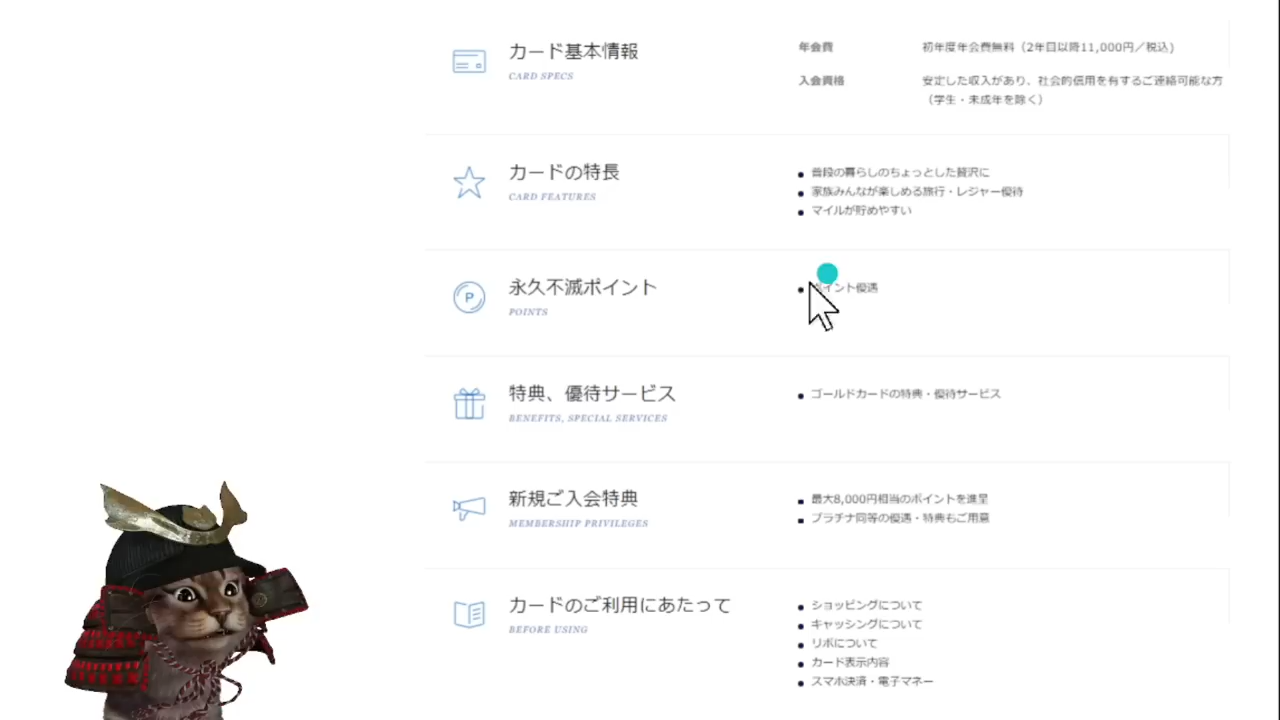 カード基本情報
CARD SPECS
年会費 初年度年会費無料（2年目以降11,000円／税込）
入会資格 安定した収入があり、社会的信用を有するご連絡可能な方
（学生・未成年を除く）
カードの特長
CARD FEATURES
普段の暮らしのちょっとした贅沢に
家族みんなが楽しめる旅行・レジャー優待
マイルが貯めやすい
永久不滅ポイント
POINTS
P
ポイント優遇
特典、優待サービス
BENEFITS, SPECIAL SERVICES
ゴールドカードの特典・優待サービス
新規ご入会特典
MEMBERSHIP PRIVILEGES
最大8,000円相当のポイントを進呈
プラチナ同等の優遇・特典もご用意
カードのご利用にあたって
BEFORE USING
ショッピングについて
キャッシングについて
リボについて
カード表示内容
スマホ決済・電子マネー